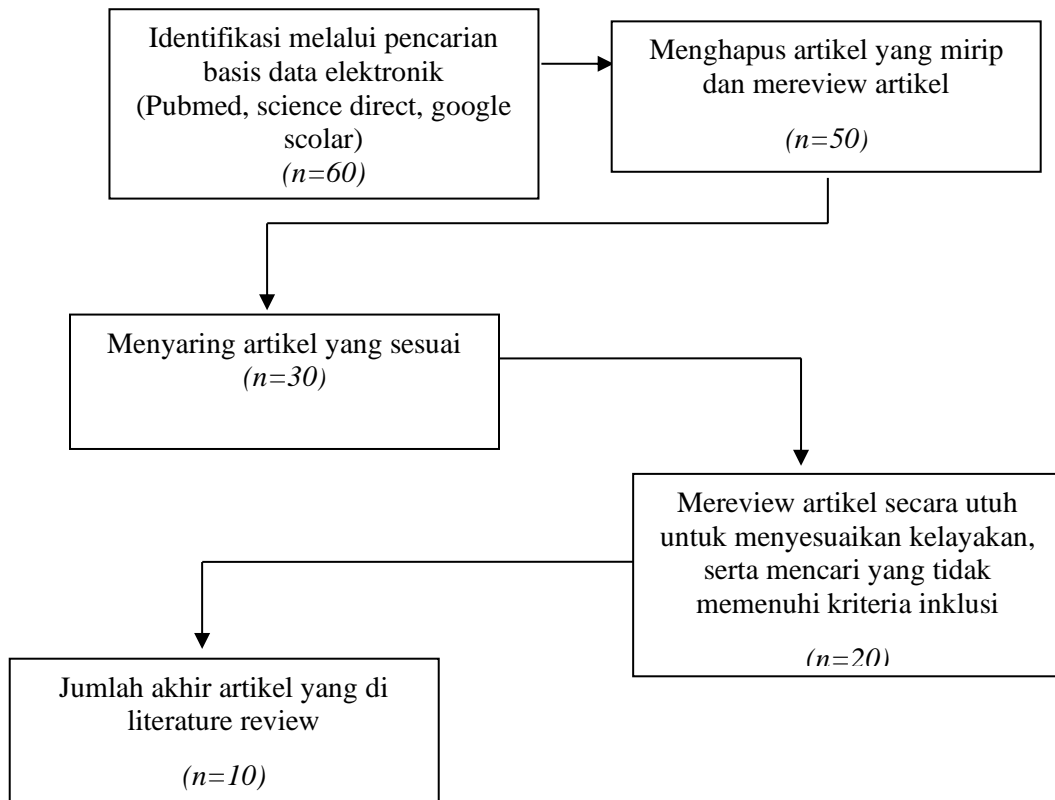 Identifikasi melalui pencarian
basis data elektronik
(Pubmed, science direct, google
scolar)
(n=60)
Menghapus artikel yang mirip
dan mereview artikel
(n=50)
Menyaring artikel yang sesuai
(n=30)
Mereview artikel secara utuh
untuk menyesuaikan kelayakan,
serta mencari yang tidak
memenuhi kriteria inklusi
(n=20)
Jumlah akhir artikel yang di
literature review
(n=10)